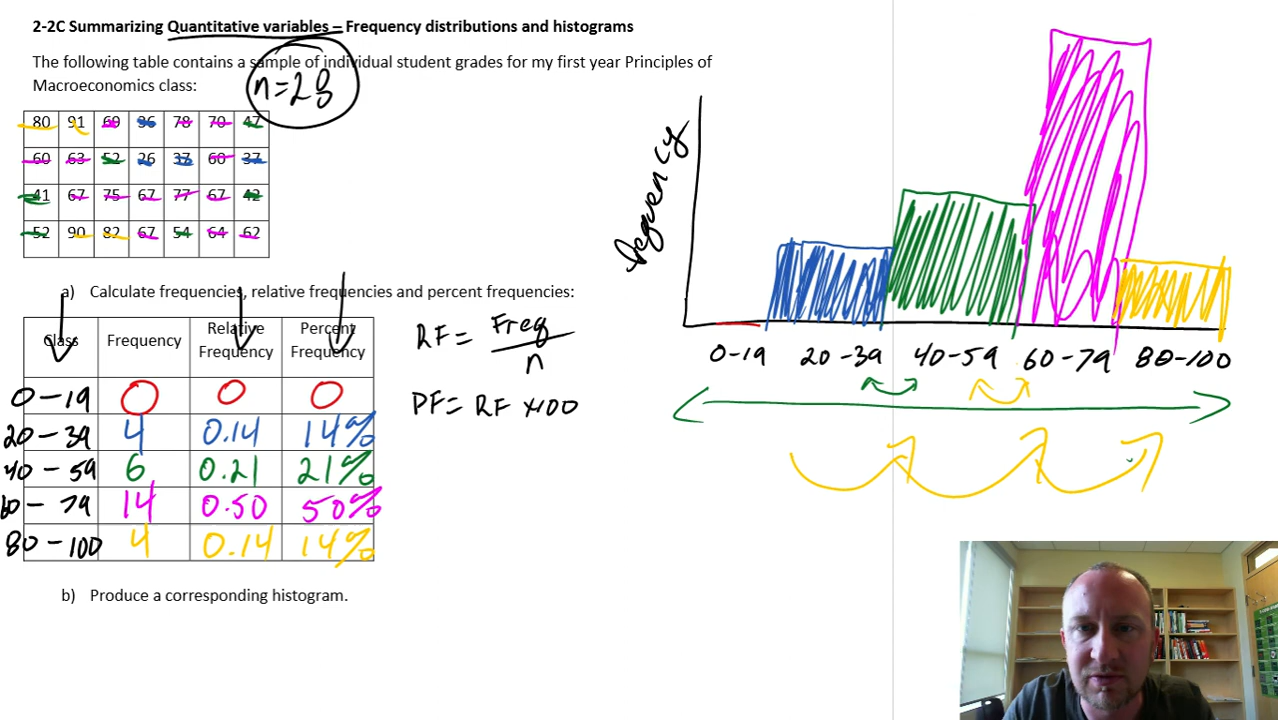 2-2C Summarizing Quantitative variables – Frequency distributions and histograms
The following table contains a sample of individual student grades for my first year Principles of
Macroeconomics class:
n=28
80 91 69 36 78 70 47
60 63 52 26 37 60 37
41 67 75 67 77 67 42
52 90 82 67 54 64 62
a) Calculate frequencies, relative frequencies and percent frequencies:
Class Frequency Relative Frequency Percent Frequency
0-19 0 0 0
20-39 4 0.14 14%
40-59 6 0.21 21%
60-79 14 0.50 50%
80-100 4 0.14 14%
RF = Freq
n
PF = RF x100
b) Produce a corresponding histogram.
frequency
0-19 20-39 40-59 60-79 80-100